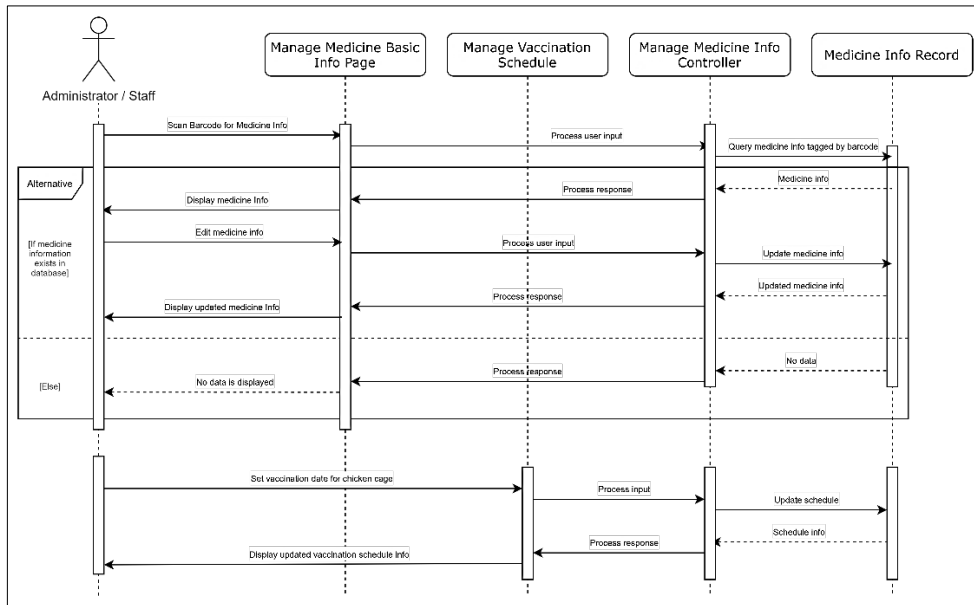 Manage Medicine Basic
Info Page
Manage Vaccination
Schedule
Manage Medicine Info
Controller
Medicine Info Record
Administrator / Staff
Scan Barcode for Medicine Info
Process user input
Query medicine info tagged by barcode
Alternative
Medicine info
Process response
Display medicine Info
Edit medicine info
[If medicine
information
exists in
database]
Process user input
Update medicine info
Updated medicine info
Process response
Display updated medicine Info
No data
Process response
[Else]
No data is displayed
Set vaccination date for chicken cage
Process input
Update schedule
Schedule info
Process response
Display updated vaccination schedule info